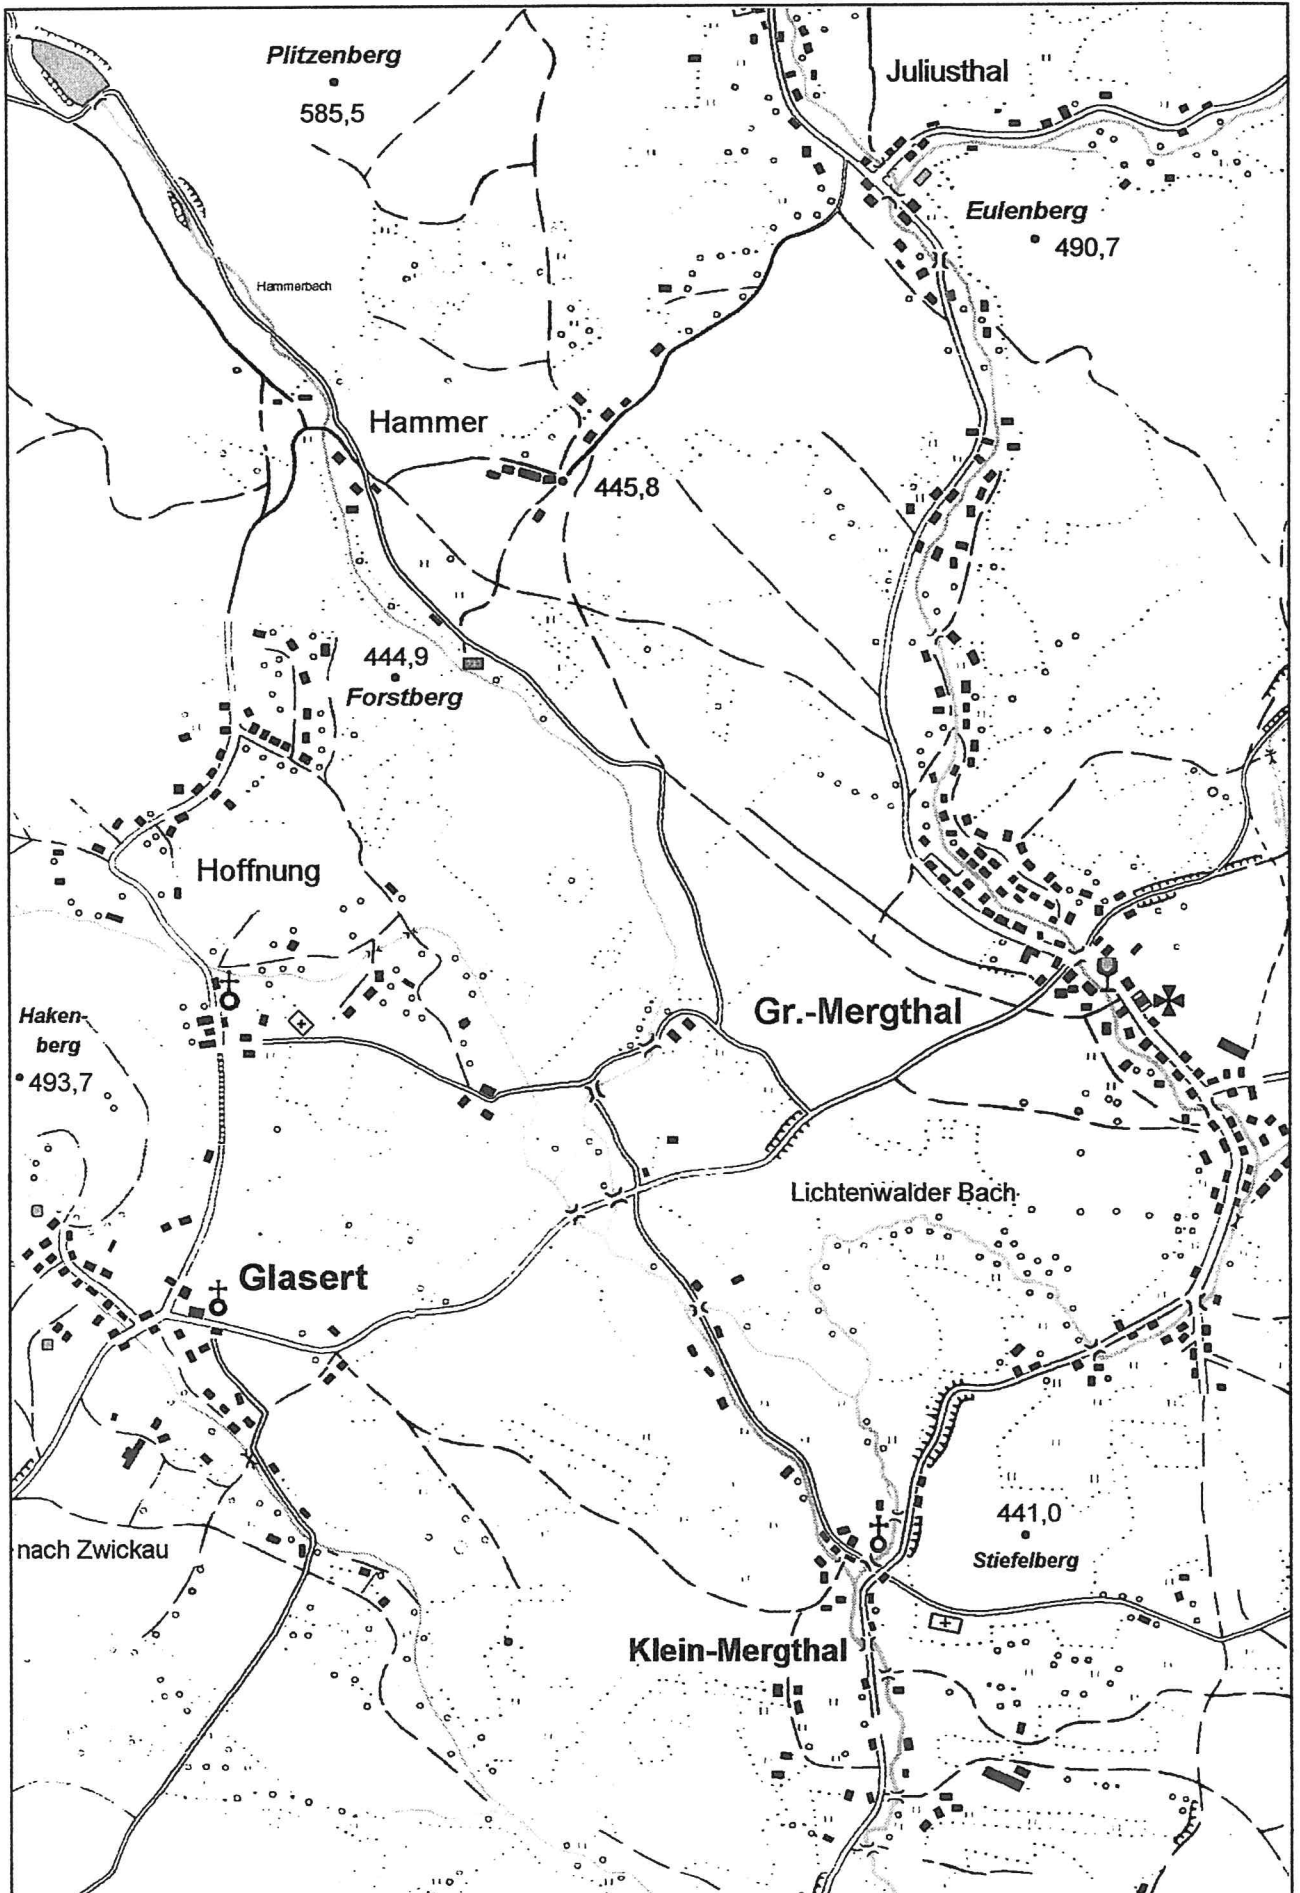 Plitzenberg
585,5
Juliusthal
Eulenberg
490,7
Hammerbach
Hammer
445,8
444,9
Forstberg
Hoffnung
Haken-
berg
493,7
Gr.-Mergthal
Lichtenwalder Bach
Glasert
441,0
Stiefelberg
nach Zwickau
Klein-Mergthal